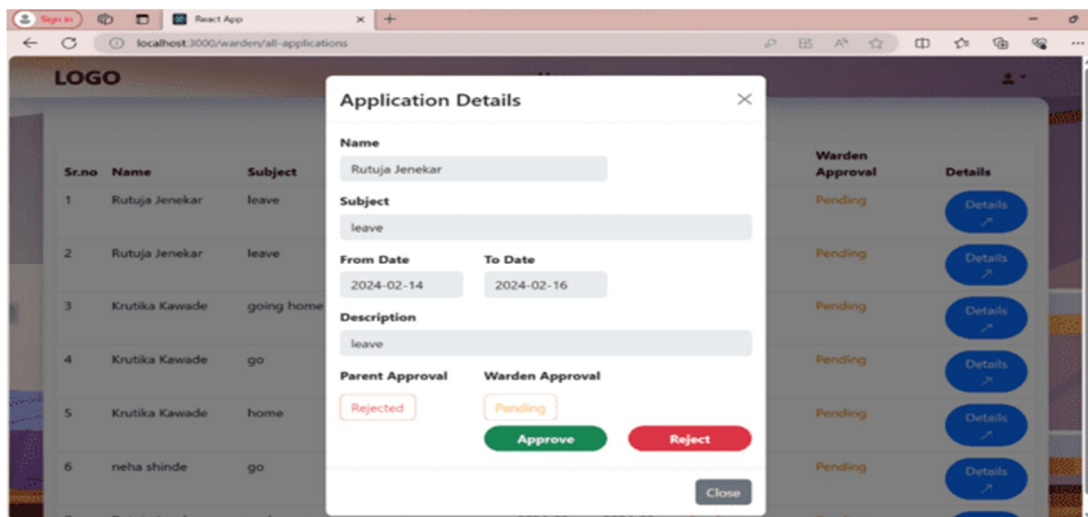 Sign in
React App
localhost:3000/warden/all-applications
LOGO
Application Details
Name
Rutuja Jenekar
Subject
leave
From Date To Date
2024-02-14 2024-02-16
Description
leave
Parent Approval Warden Approval
Rejected Pending
Approve Reject
Close
Sr.no Name Subject Warden Approval Details
1 Rutuja Jenekar leave Pending Details
2 Rutuja Jenekar leave Pending Details
3 Krutika Kawade going home Pending Details
4 Krutika Kawade go Pending Details
5 Krutika Kawade home Pending Details
6 neha shinde go Pending Details